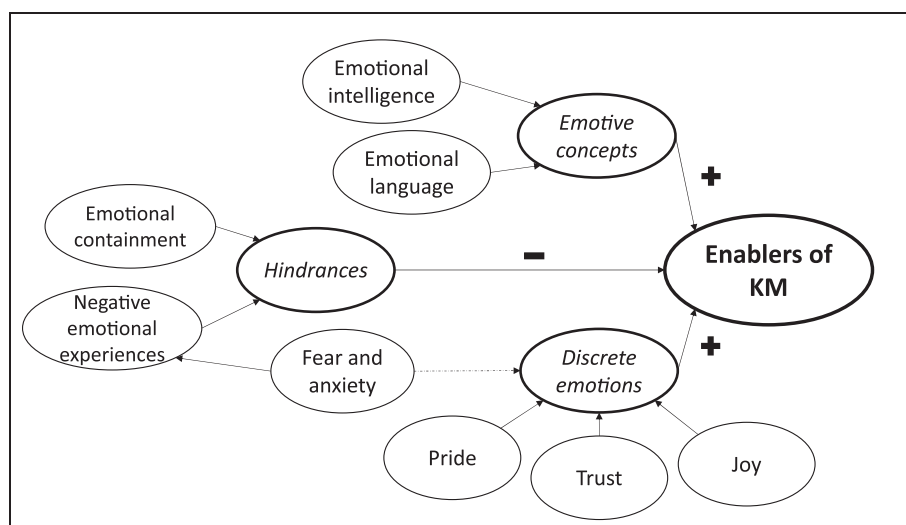 Emotional
intelligence
Emotive
concepts
Emotional
language
+
Emotional
containment
Hindrances
-
Enablers of
KM
Negative
emotional
experiences
Fear and
anxiety
Discrete
emotions
+
Pride
Trust
Joy